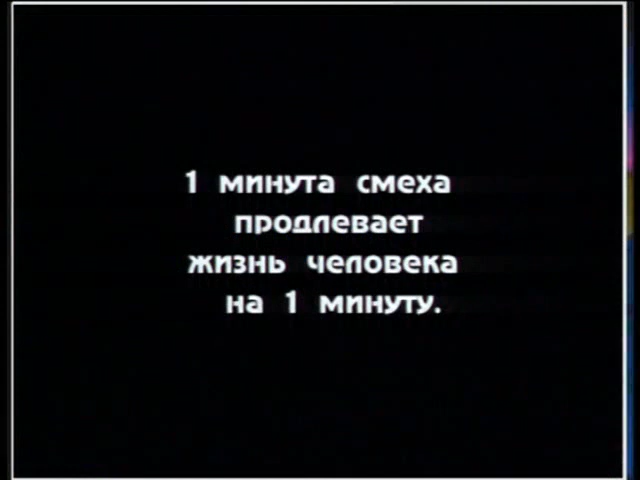 1 минута смеха
продлевает
жизнь человека
на 1 минуту.